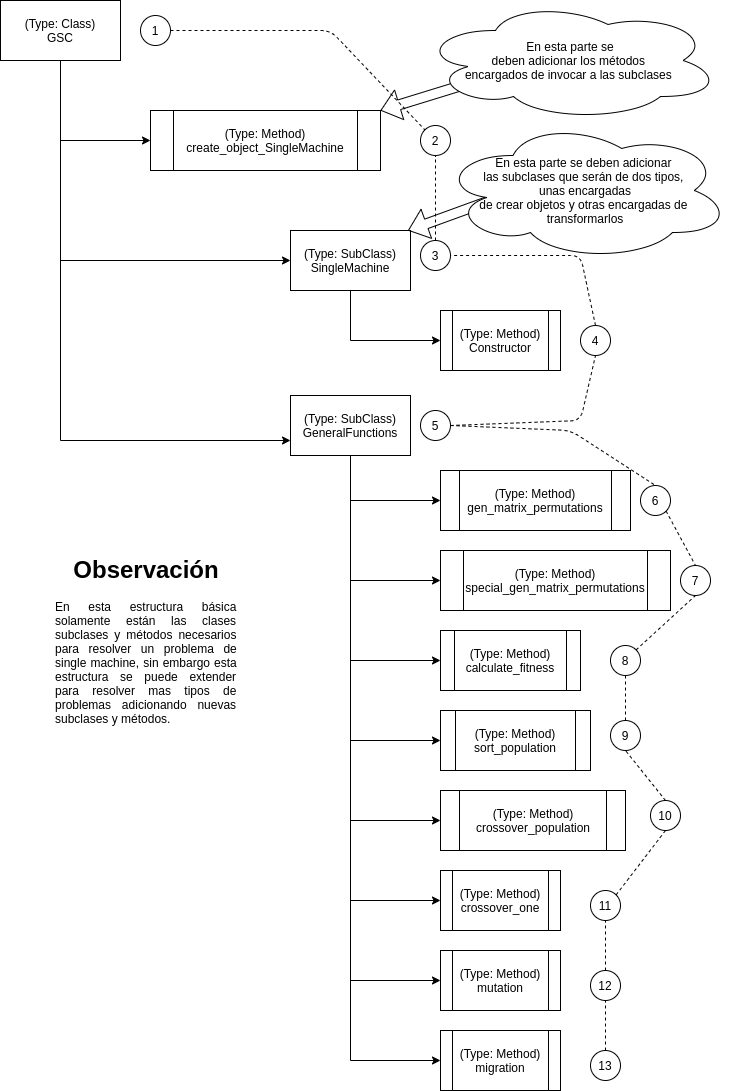 (Type: Class)
GSC
1
En esta parte se
deben adicionar los métodos
encargados de invocar a las subclases
(Type: Method)
create_object_SingleMachine
2
En esta parte se deben adicionar
las subclases que serán de dos tipos,
unas encargadas
de crear objetos y otras encargadas de
transformarlos
(Type: SubClass)
SingleMachine
3
(Type: Method)
Constructor
4
(Type: SubClass)
GeneralFunctions
5
(Type: Method)
gen_matrix_permutations
6
(Type: Method)
special_gen_matrix_permutations
7
Observación
En esta estructura básica
solamente están las clases
subclases y métodos necesarios
para resolver un problema de
single machine, sin embargo esta
estructura se puede extender
para resolver mas tipos de
problemas adicionando nuevas
subclases y métodos.
(Type: Method)
calculate_fitness
8
(Type: Method)
sort_population
9
(Type: Method)
crossover_population
10
(Type: Method)
crossover_one
11
(Type: Method)
mutation
12
(Type: Method)
migration
13